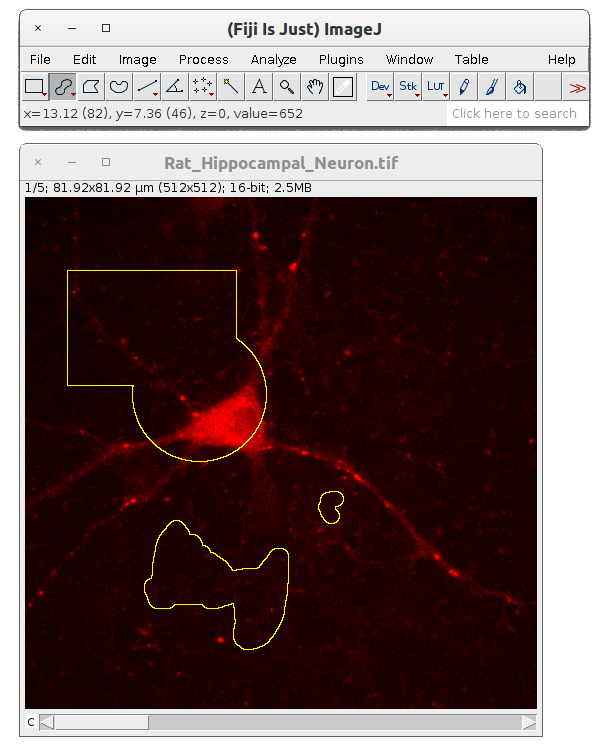 (Fiji Is Just) ImageJ
File Edit Image Process Analyze Plugins Window Table Help
A Dev Stk LUT >>
x=13.12 (82), y=7.36 (46), z=0, value=652 Click here to search
Rat_Hippocampal_Neuron.tif
1/5; 81.92x81.92 µm (512x512); 16-bit; 2.5MB
C